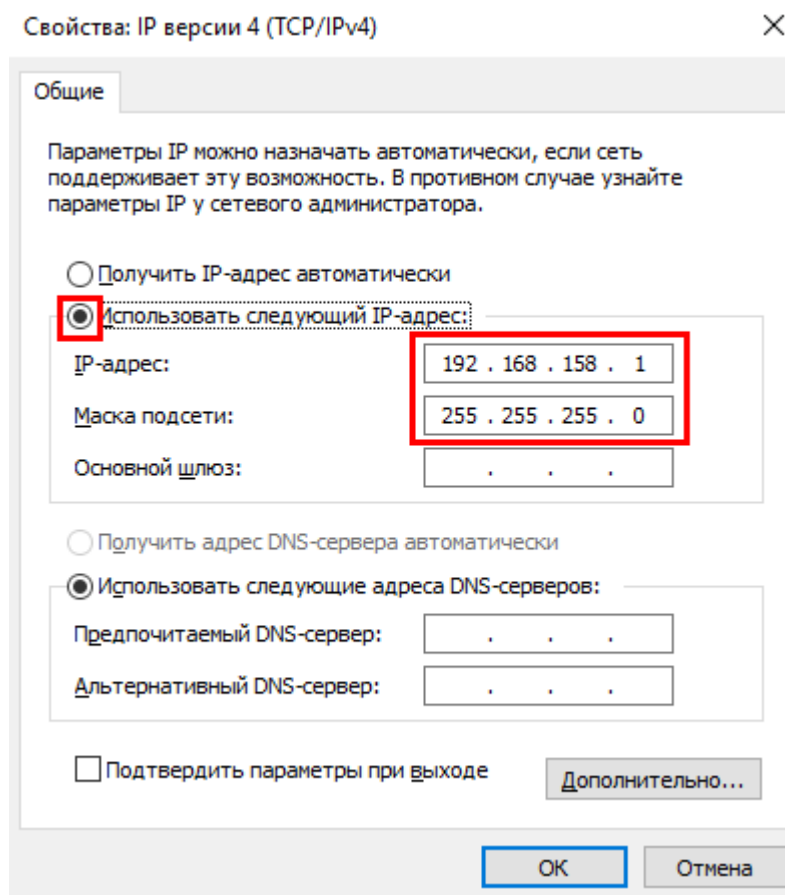 Свойства: IP версии 4 (TCP/IPv4)
Общие
Параметры IP можно назначать автоматически, если сеть
поддерживает эту возможность. В противном случае узнайте
параметры IP у сетевого администратора.
Получить IP-адрес автоматически
Использовать следующий IP-адрес:
IP-адрес: 192 . 168 . 158 . 1
Маска подсети: 255 . 255 . 255 . 0
Основной шлюз: . . .
Получить адрес DNS-сервера автоматически
Использовать следующие адреса DNS-серверов:
Предпочитаемый DNS-сервер: . . .
Альтернативный DNS-сервер: . . .
Подтвердить параметры при выходе
Дополнительно...
ОК Отмена